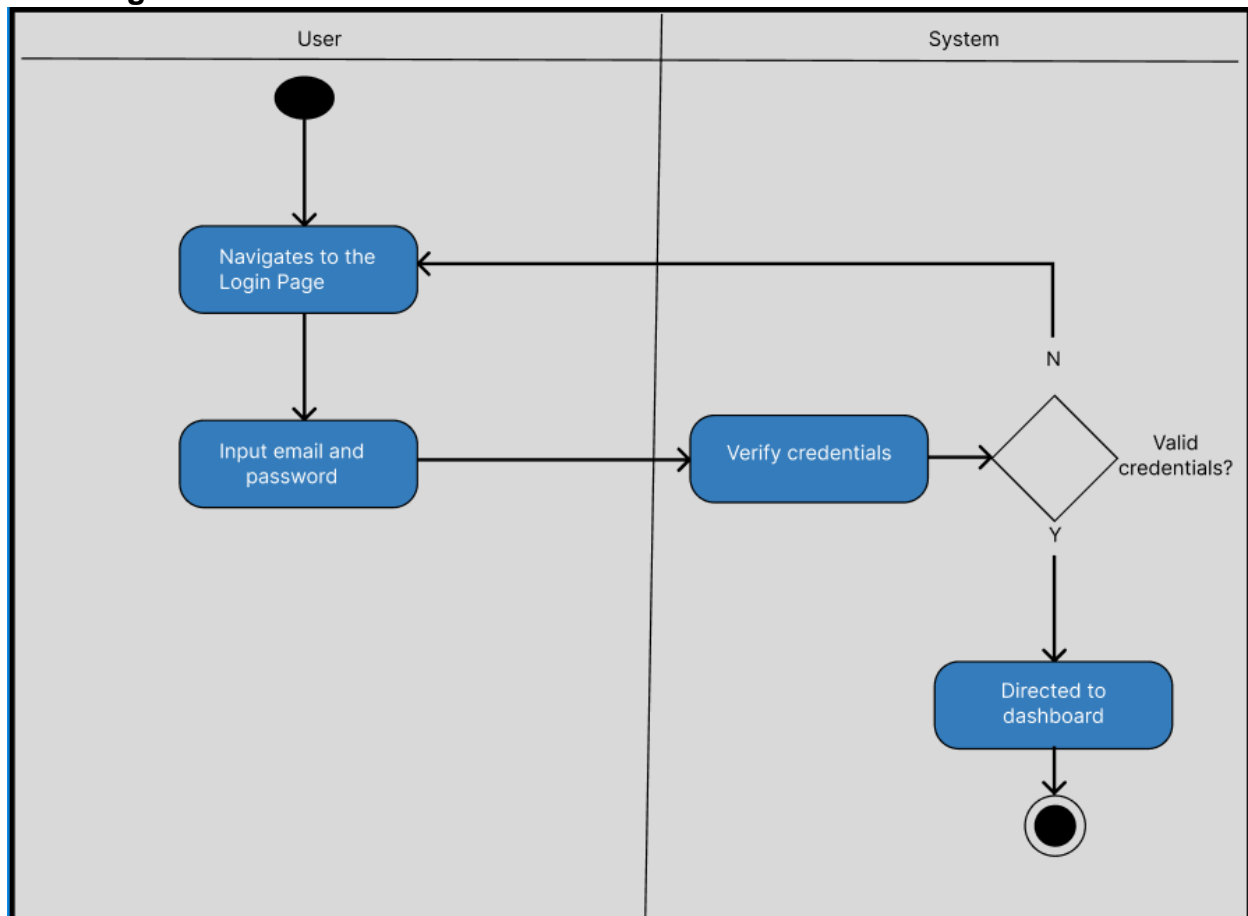 User
System
Navigates to the
Login Page
N
Input email and
password
Verify credentials
Valid
credentials?
Y
Directed to
dashboard